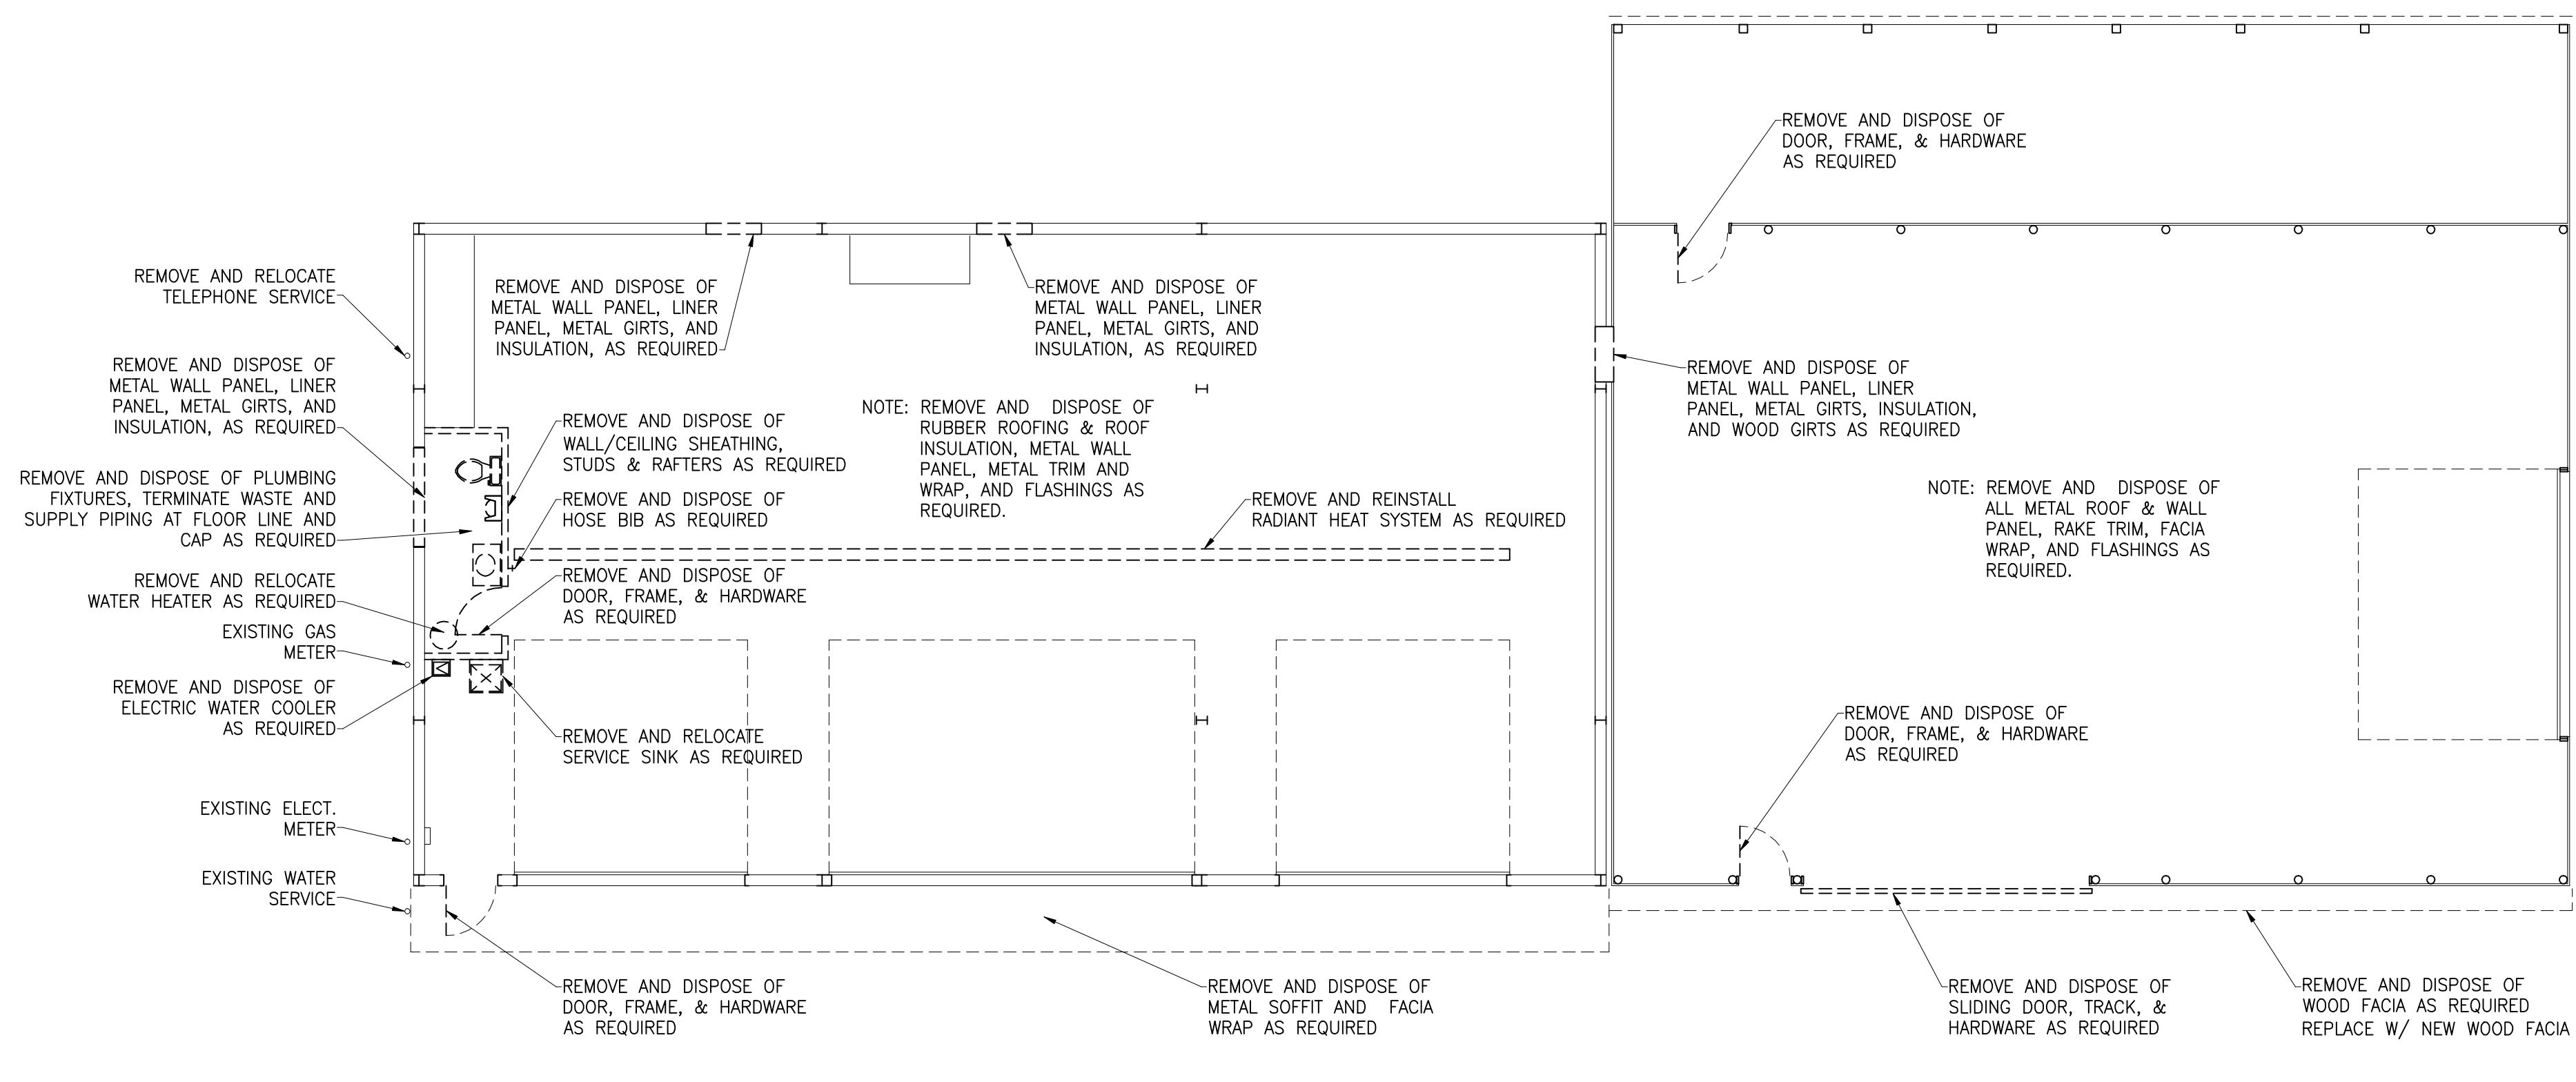 REMOVE AND DISPOSE OF
DOOR, FRAME, & HARDWARE
AS REQUIRED
REMOVE AND RELOCATE
TELEPHONE SERVICE
REMOVE AND DISPOSE OF
METAL WALL PANEL, LINER
PANEL, METAL GIRTS, AND
INSULATION, AS REQUIRED
REMOVE AND DISPOSE OF
METAL WALL PANEL, LINER
PANEL, METAL GIRTS, AND
INSULATION, AS REQUIRED
REMOVE AND DISPOSE OF
METAL WALL PANEL, LINER
PANEL, METAL GIRTS, AND
INSULATION, AS REQUIRED
REMOVE AND DISPOSE OF
METAL WALL PANEL, LINER
PANEL, METAL GIRTS, INSULATION,
AND WOOD GIRTS AS REQUIRED
REMOVE AND DISPOSE OF
WALL/CEILING SHEATHING,
STUDS & RAFTERS AS REQUIRED
NOTE: REMOVE AND DISPOSE OF
RUBBER ROOFING & ROOF
INSULATION, METAL WALL
PANEL, METAL TRIM AND
WRAP, AND FLASHINGS AS
REQUIRED.
REMOVE AND DISPOSE OF PLUMBING
FIXTURES, TERMINATE WASTE AND
SUPPLY PIPING AT FLOOR LINE AND
CAP AS REQUIRED
REMOVE AND DISPOSE OF
HOSE BIB AS REQUIRED
REMOVE AND REINSTALL
RADIANT HEAT SYSTEM AS REQUIRED
NOTE: REMOVE AND DISPOSE OF
ALL METAL ROOF & WALL
PANEL, RAKE TRIM, FACIA
WRAP, AND FLASHINGS AS
REQUIRED.
REMOVE AND RELOCATE
WATER HEATER AS REQUIRED
REMOVE AND DISPOSE OF
DOOR, FRAME, & HARDWARE
AS REQUIRED
EXISTING GAS
METER
REMOVE AND DISPOSE OF
ELECTRIC WATER COOLER
AS REQUIRED
REMOVE AND RELOCATE
SERVICE SINK AS REQUIRED
REMOVE AND DISPOSE OF
DOOR, FRAME, & HARDWARE
AS REQUIRED
EXISTING ELECT.
METER
EXISTING WATER
SERVICE
REMOVE AND DISPOSE OF
DOOR, FRAME, & HARDWARE
AS REQUIRED
REMOVE AND DISPOSE OF
METAL SOFFIT AND FACIA
WRAP AS REQUIRED
REMOVE AND DISPOSE OF
SLIDING DOOR, TRACK, &
HARDWARE AS REQUIRED
REMOVE AND DISPOSE OF
WOOD FACIA AS REQUIRED
REPLACE W/ NEW WOOD FACIA